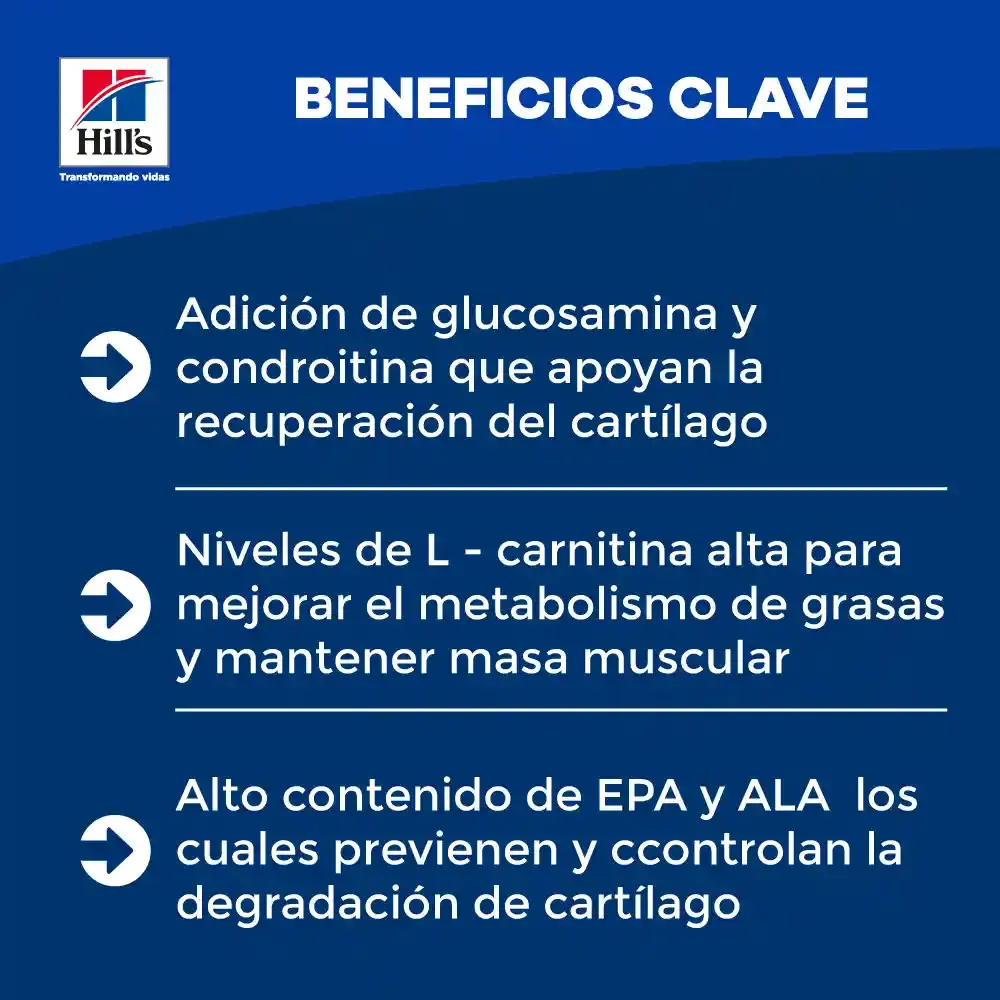 Hill's
Transformando vidas
BENEFICIOS CLAVE
Adición de glucosamina y
condroitina que apoyan la
recuperación del cartílago
Niveles de L - carnitina alta para
mejorar el metabolismo de grasas
y mantener masa muscular
Alto contenido de EPA y ALA  los
cuales previenen y ccontrolan la
degradación de cartílago